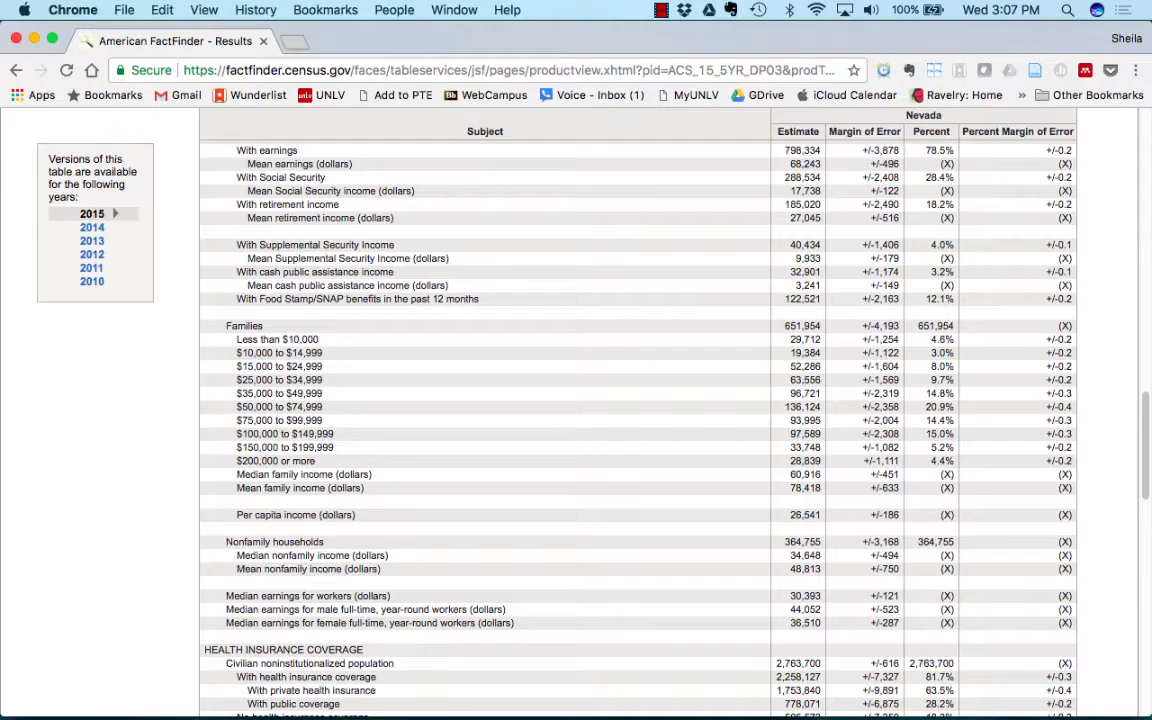 Chrome File Edit View History Bookmarks People Window Help 100% Wed 3:07 PM
American FactFinder - Results Sheila
Secure https://factfinder.census.gov/faces/tableservices/jsf/pages/productview.xhtml?pid=ACS_15_5YR_DP03&prodT...
Apps Bookmarks Gmail Wunderlist UNLV Add to PTE WebCampus Voice - Inbox (1) MyUNLV GDrive iCloud Calendar Ravelry: Home » Other Bookmarks
Versions of this
table are available
for the following
years:
2015
2014
2013
2012
2011
2010
Nevada
Subject Estimate Margin of Error Percent Percent Margin of Error
With earnings 798,334 +/-3,878 78.5% +/-0.2
Mean earnings (dollars) 68,243 +/-496 (X) (X)
With Social Security 288,534 +/-2,408 28.4% +/-0.2
Mean Social Security income (dollars) 17,738 +/-122 (X) (X)
With retirement income 185,020 +/-2,490 18.2% +/-0.2
Mean retirement income (dollars) 27,045 +/-516 (X) (X)
With Supplemental Security Income 40,434 +/-1,406 4.0% +/-0.1
Mean Supplemental Security Income (dollars) 9,933 +/-179 (X) (X)
With cash public assistance income 32,901 +/-1,174 3.2% +/-0.1
Mean cash public assistance income (dollars) 3,241 +/-149 (X) (X)
With Food Stamp/SNAP benefits in the past 12 months 122,521 +/-2,163 12.1% +/-0.2
Families 651,954 +/-4,193 651,954 (X)
Less than $10,000 29,712 +/-1,254 4.6% +/-0.2
$10,000 to $14,999 19,384 +/-1,122 3.0% +/-0.2
$15,000 to $24,999 52,286 +/-1,604 8.0% +/-0.2
$25,000 to $34,999 63,556 +/-1,569 9.7% +/-0.2
$35,000 to $49,999 96,721 +/-2,319 14.8% +/-0.3
$50,000 to $74,999 136,124 +/-2,358 20.9% +/-0.4
$75,000 to $99,999 93,995 +/-2,004 14.4% +/-0.3
$100,000 to $149,999 97,589 +/-2,308 15.0% +/-0.3
$150,000 to $199,999 33,748 +/-1,082 5.2% +/-0.2
$200,000 or more 28,839 +/-1,111 4.4% +/-0.2
Median family income (dollars) 60,916 +/-451 (X) (X)
Mean family income (dollars) 78,418 +/-633 (X) (X)
Per capita income (dollars) 26,541 +/-186 (X) (X)
Nonfamily households 364,755 +/-3,168 364,755 (X)
Median nonfamily income (dollars) 34,648 +/-494 (X) (X)
Mean nonfamily income (dollars) 48,813 +/-750 (X) (X)
Median earnings for workers (dollars) 30,393 +/-121 (X) (X)
Median earnings for male full-time, year-round workers (dollars) 44,052 +/-523 (X) (X)
Median earnings for female full-time, year-round workers (dollars) 36,510 +/-287 (X) (X)
HEALTH INSURANCE COVERAGE
Civilian noninstitutionalized population 2,763,700 +/-616 2,763,700 (X)
With health insurance coverage 2,258,127 +/-7,327 81.7% +/-0.3
With private health insurance 1,753,840 +/-9,891 63.5% +/-0.4
With public coverage 778,071 +/-6,875 28.2% +/-0.2